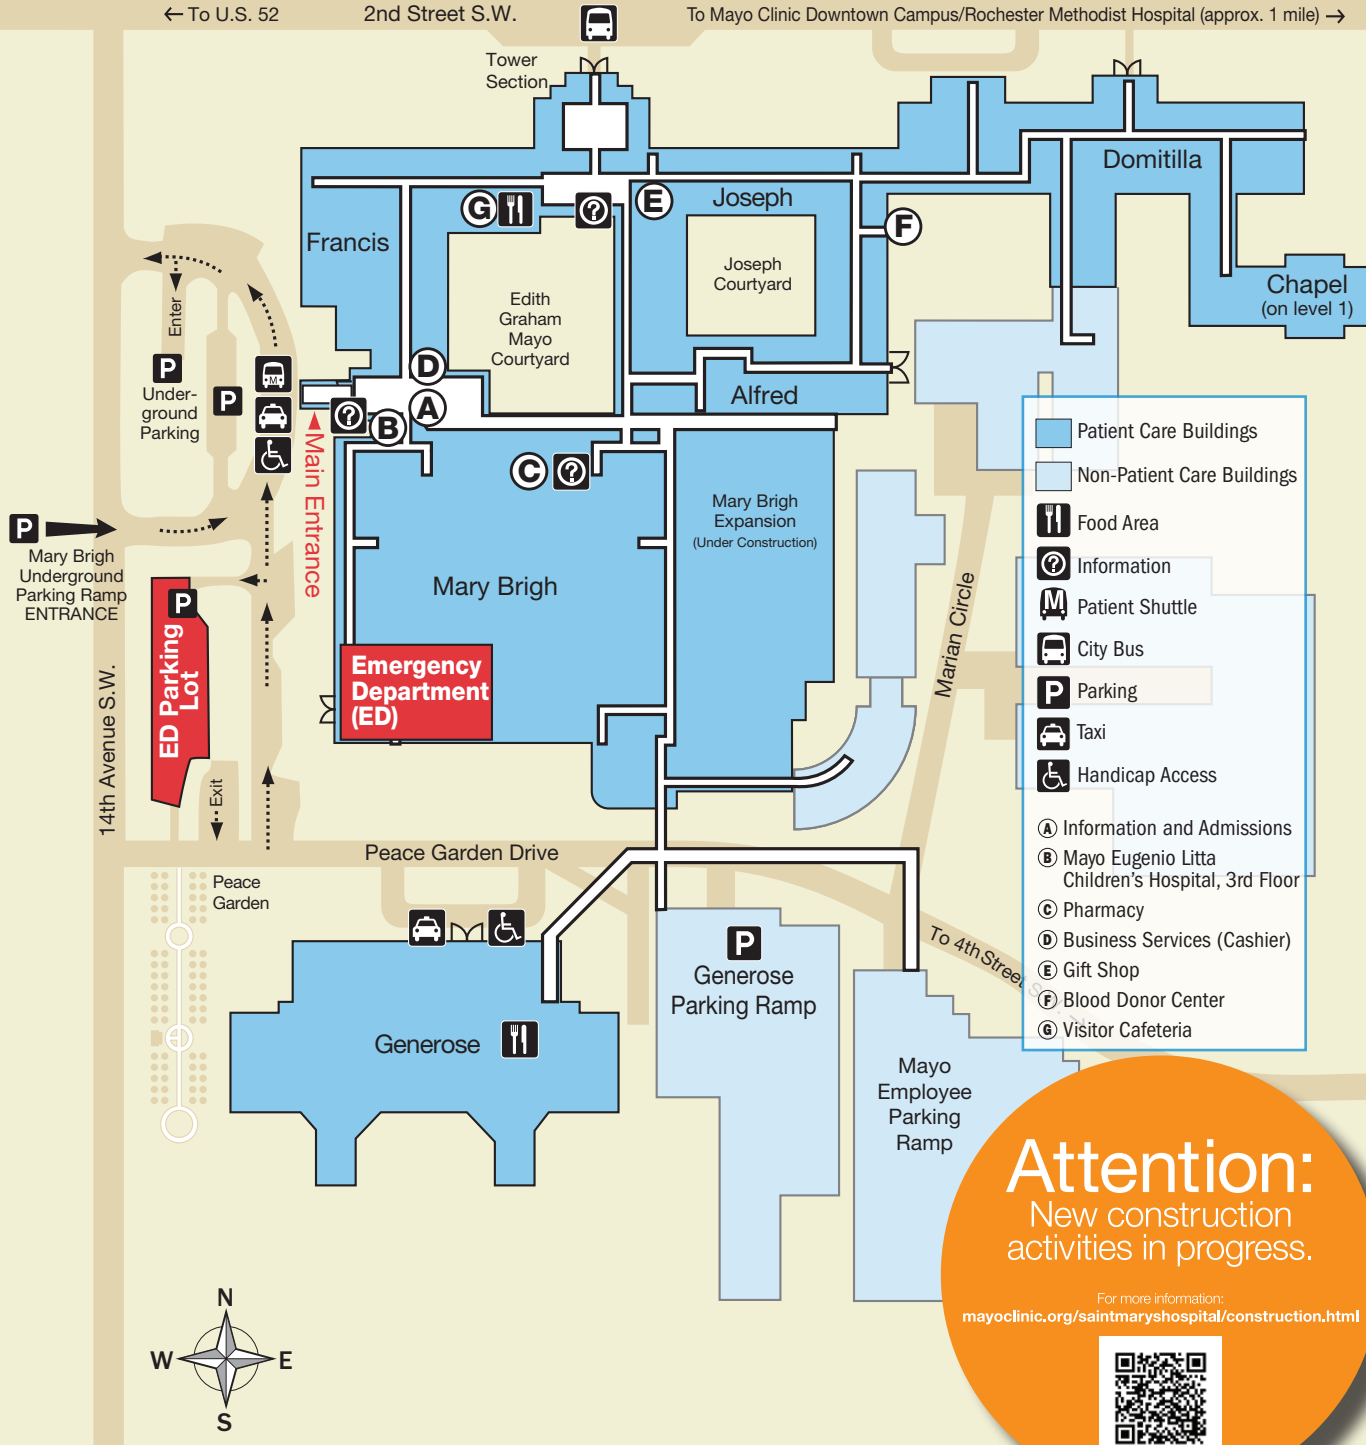 ← To U.S. 52
2nd Street S.W.
To Mayo Clinic Downtown Campus/Rochester Methodist Hospital (approx. 1 mile) →
Tower
Section
Domitilla
Joseph
G
E
F
Francis
Joseph
Courtyard
Chapel
(on level 1)
Edith
Graham
Mayo
Courtyard
Enter
P
Under-
ground
Parking
P
M
D
A
B
Alfred
Main Entrance
C
Mary Brigh
Expansion
(Under Construction)
P
Mary Brigh
Underground
Parking Ramp
ENTRANCE
Mary Brigh
P
ED Parking
Lot
Emergency
Department
(ED)
14th Avenue S.W.
Marian Circle
Exit
Peace Garden Drive
Peace
Garden
To 4th Street S.W. →
P
Generose
Parking Ramp
Generose
Mayo
Employee
Parking
Ramp
Patient Care Buildings
Non-Patient Care Buildings
Food Area
? Information
M Patient Shuttle
City Bus
P Parking
Taxi
Handicap Access
A Information and Admissions
B Mayo Eugenio Litta
Children's Hospital, 3rd Floor
C Pharmacy
D Business Services (Cashier)
E Gift Shop
F Blood Donor Center
G Visitor Cafeteria
Attention:
New construction
activities in progress.
For more information:
mayoclinic.org/saintmaryshospital/construction.html
N
W
E
S